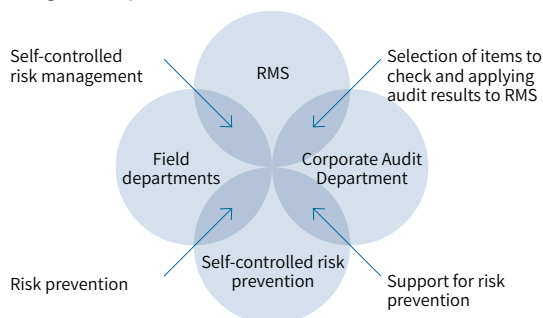 Self-controlled
risk management
RMS
Selection of items to
check and applying
audit results to RMS
Field
departments
Corporate Audit
Department
Self-controlled risk
prevention
Risk prevention
Support for risk
prevention